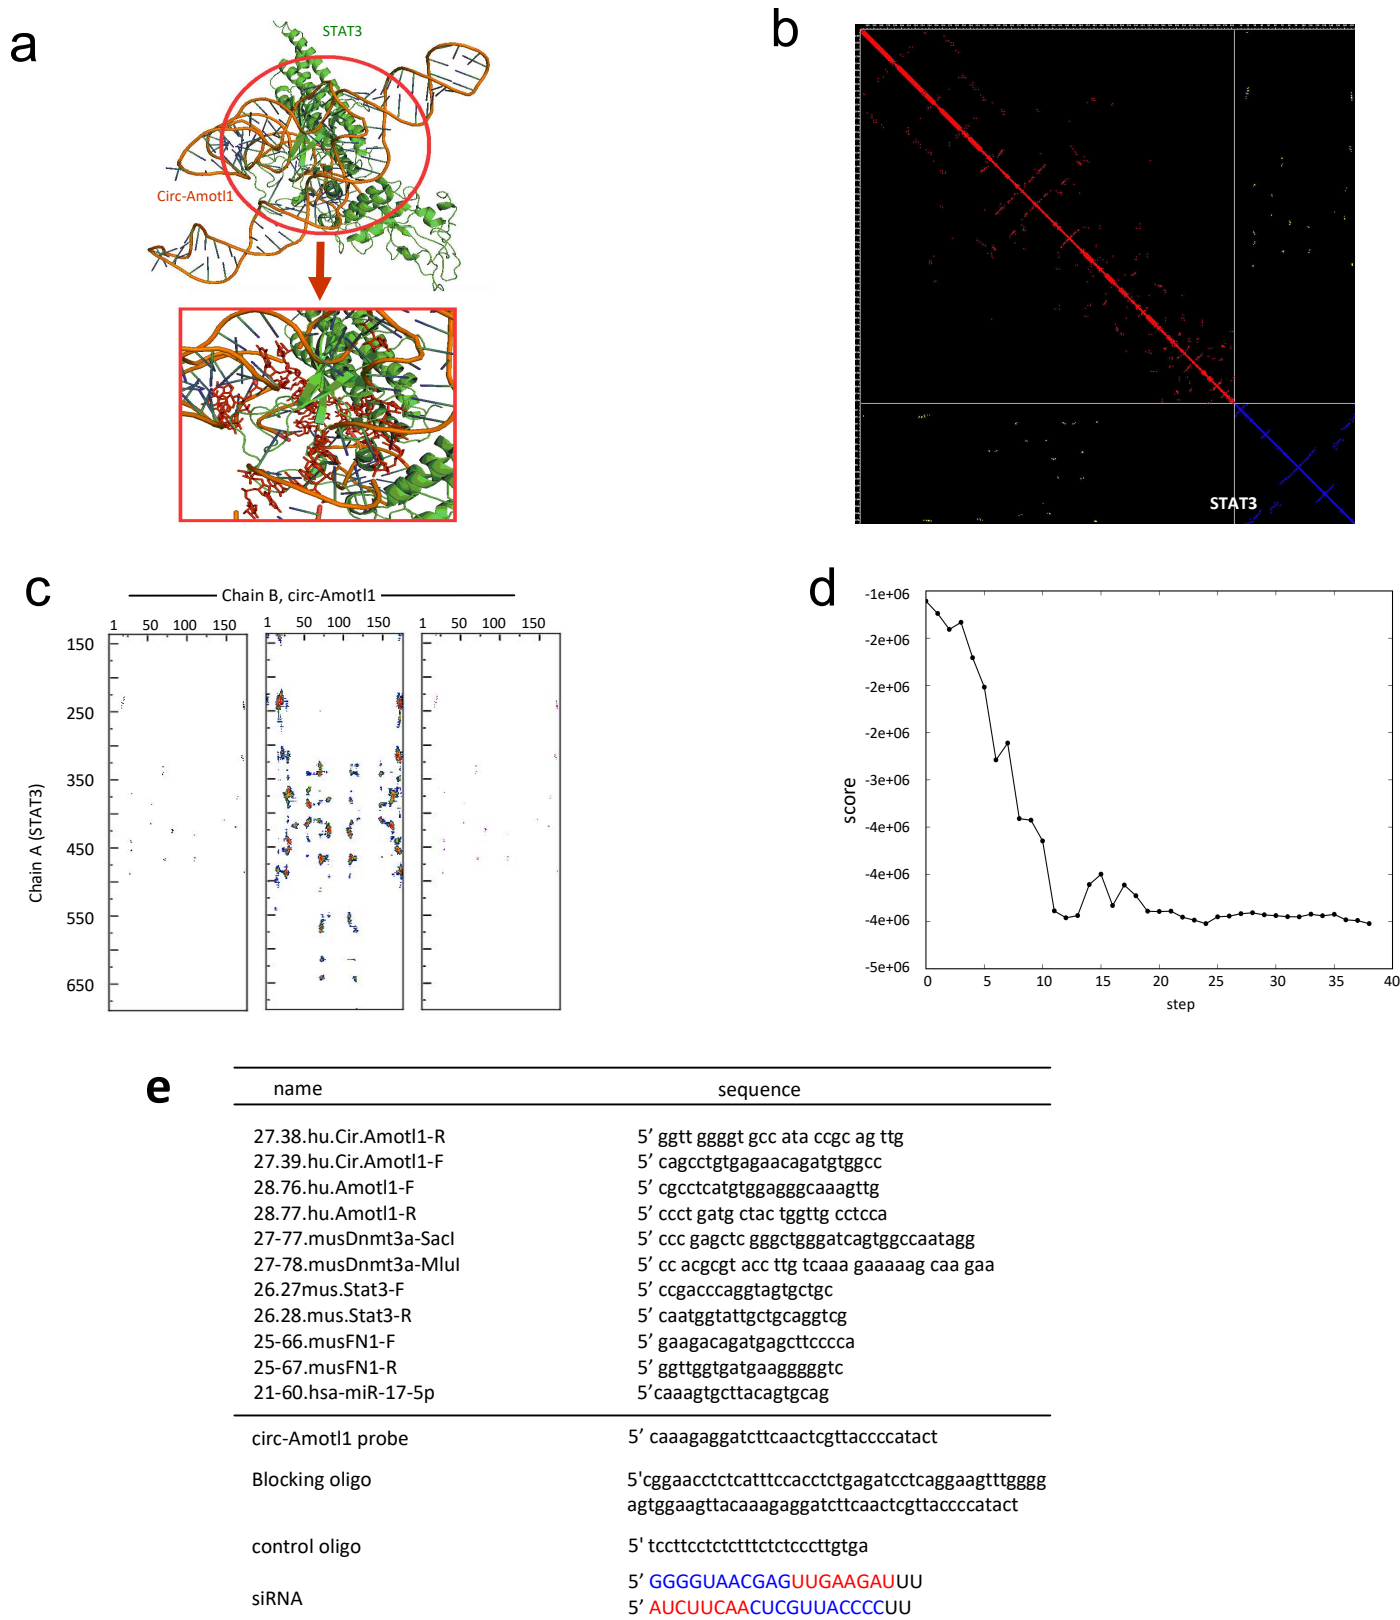 a
STAT3
Circ-Amotl1
b
STAT3
c
Chain B, circ-Amotl1
1 50 100 150
1 50 100 150
1 50 100 150
Chain A (STAT3)
150
250
350
450
550
650
d
score
-1e+06
-2e+06
-2e+06
-2e+06
-3e+06
-4e+06
-4e+06
-4e+06
-5e+06
0 5 10 15 20 25 30 35 40
step
e
name sequence
27.38.hu.Cir.Amotl1-R 5’ ggtt ggggt gcc ata ccgc ag ttg
27.39.hu.Cir.Amotl1-F 5’ cagcctgtgagaacagatgtggcc
28.76.hu.Amotl1-F 5’ cgcctcatgtggagggcaaagttg
28.77.hu.Amotl1-R 5’ ccct gatg ctac tggttg cctcca
27-77.musDnmt3a-SacI 5’ ccc gagctc gggctgggatcagtggccaatagg
27-78.musDnmt3a-MluI 5’ cc acgcgt acc ttg tcaaa gaaaaag caa gaa
26.27mus.Stat3-F 5’ ccgacccaggtagtgctgc
26.28.mus.Stat3-R 5’ caatggtattgctgcaggtcg
25-66.musFN1-F 5’ gaagacagatgagcttcccca
25-67.musFN1-R 5’ ggttggtgatgaagggggtc
21-60.hsa-miR-17-5p 5’caaagtgcttacagtgcag
circ-Amotl1 probe 5’ caaagaggatcttcaactcgttaccccatact
Blocking oligo 5'cggaacctctcatttccacctctgagatcctcaggaagtttgggg
agtggaagttacaaagaggatcttcaactcgttaccccatact
control oligo 5' tccttcctctctttctctcccttgtga
siRNA 5’ GGGGUAACGAGUUGAAGAUUU
5’ AUCUUCAACUCGUUACCCCUU